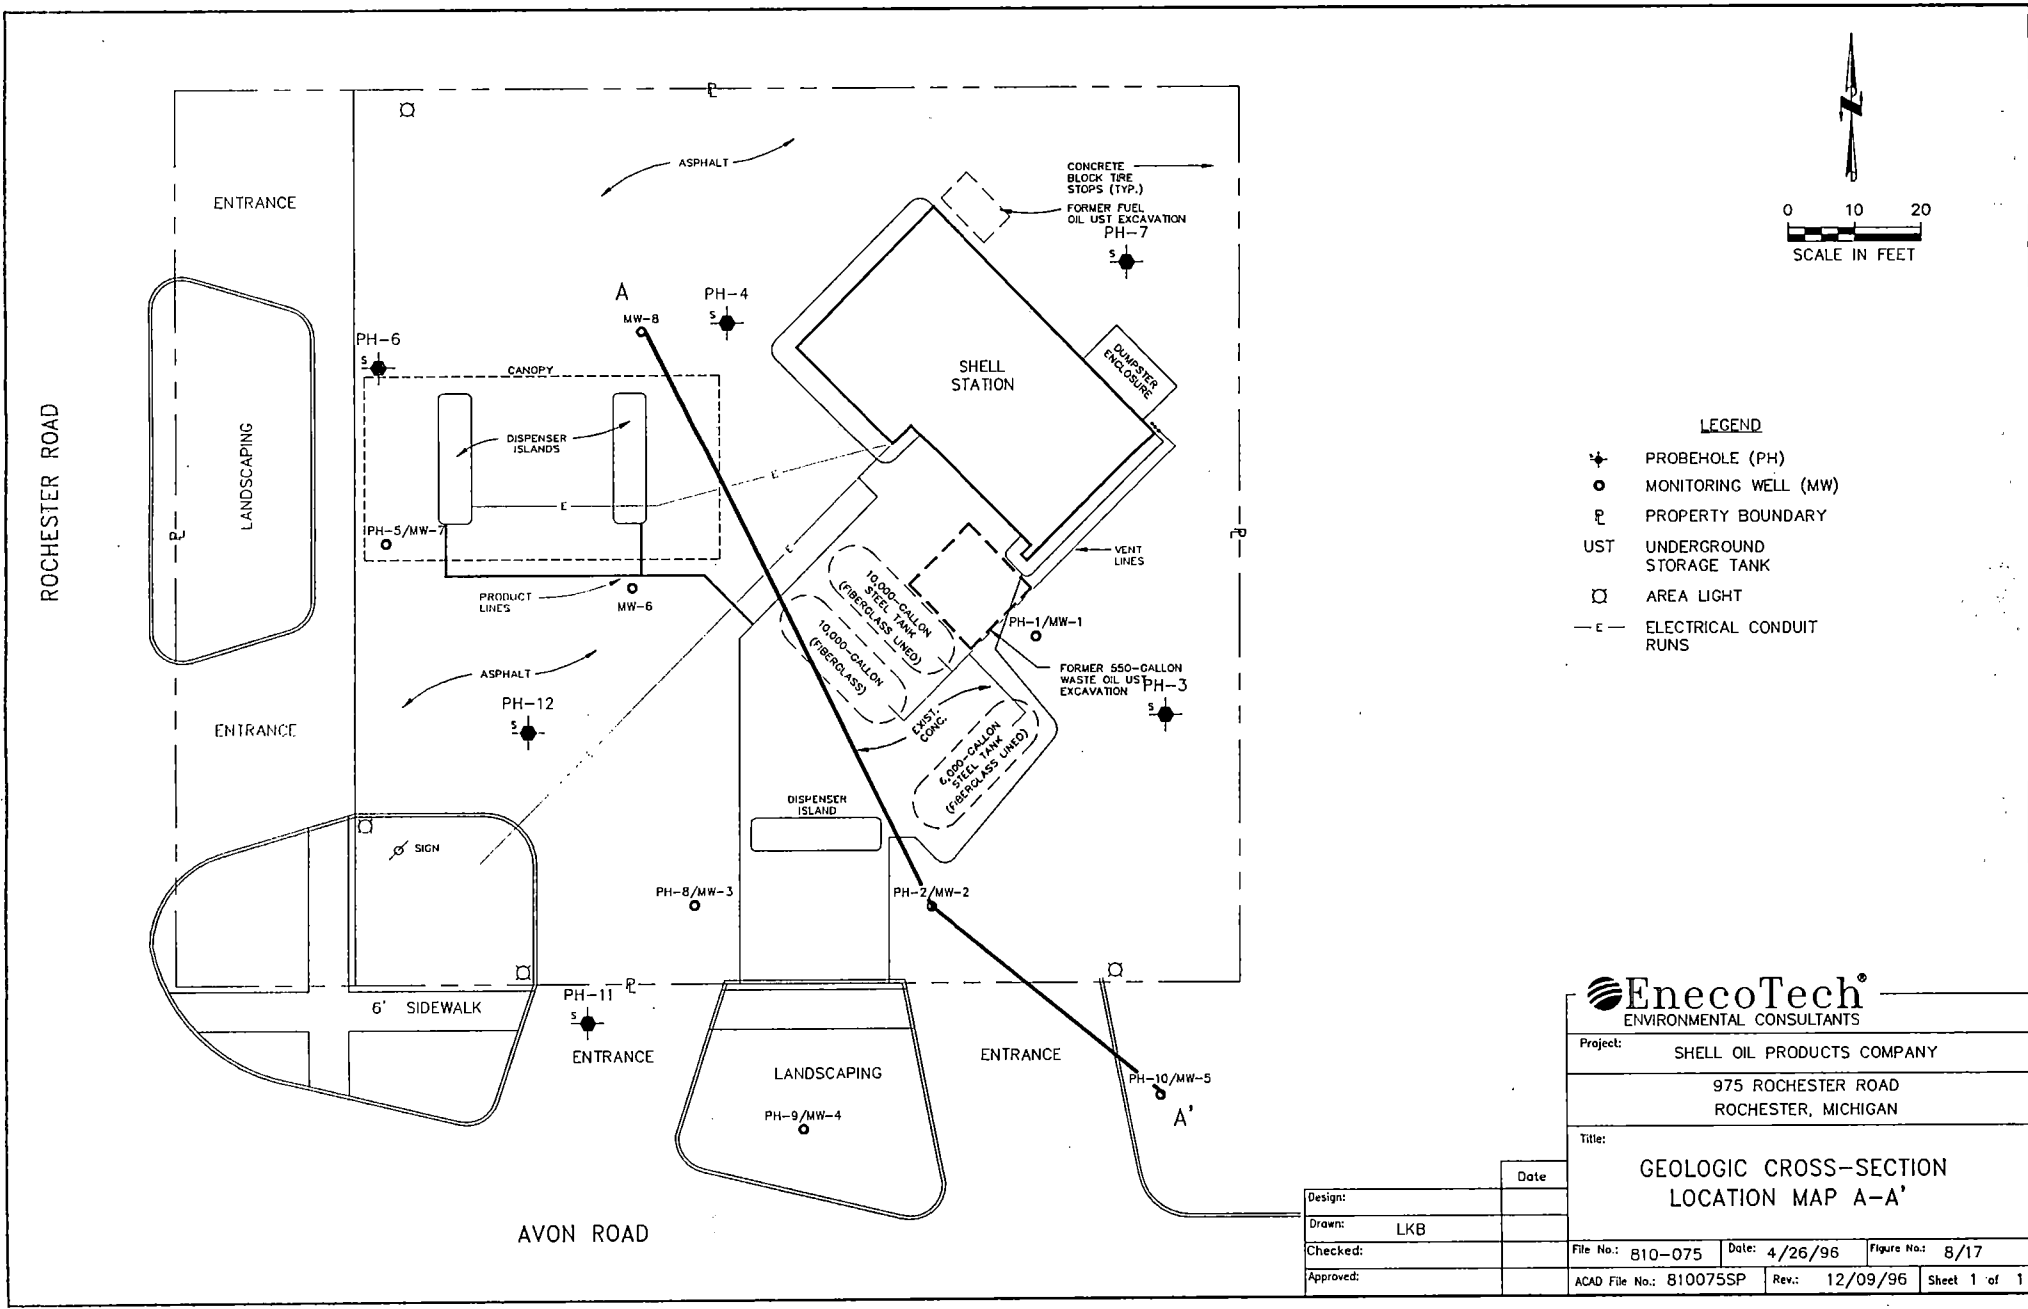 ROCHESTER ROAD
AVON ROAD
ENTRANCE
ENTRANCE
ENTRANCE
ENTRANCE
LANDSCAPING
LANDSCAPING
PL
PL
PL
PL
ASPHALT
ASPHALT
CONCRETE
BLOCK TIRE
STOPS (TYP.)
FORMER FUEL
OIL UST EXCAVATION
PH-7
S
A
MW-8
PH-4
S
PH-6
S
CANOPY
DISPENSER
ISLANDS
SHELL
STATION
DUMPSTER
ENCLOSURE
E
E
E
PH-5/MW-7
PRODUCT
LINES
MW-6
VENT
LINES
10,000-GALLON
STEEL TANK
(FIBERGLASS LINED)
10,000-GALLON
(FIBERGLASS)
PH-1/MW-1
FORMER 550-GALLON
WASTE OIL UST
EXCAVATION
PH-3
S
EXIST.
CONC.
6,000-GALLON
STEEL TANK
(FIBERGLASS LINED)
PH-12
S
DISPENSER
ISLAND
SIGN
PH-8/MW-3
PH-2/MW-2
6' SIDEWALK
PH-11
S
PH-9/MW-4
PH-10/MW-5
A'
Z
0 10 20
SCALE IN FEET
LEGEND
PROBEHOLE (PH)
MONITORING WELL (MW)
PL PROPERTY BOUNDARY
UST UNDERGROUND
STORAGE TANK
AREA LIGHT
E ELECTRICAL CONDUIT
RUNS
EnecoTech®
ENVIRONMENTAL CONSULTANTS
Project:
SHELL OIL PRODUCTS COMPANY
975 ROCHESTER ROAD
ROCHESTER, MICHIGAN
Title:
GEOLOGIC CROSS-SECTION
LOCATION MAP A-A'
Date
Design:
Drawn: LKB
Checked:
Approved:
File No.: 810-075 Date: 4/26/96 Figure No.: 8/17
ACAD File No.: 810075SP Rev.: 12/09/96 Sheet 1 of 1